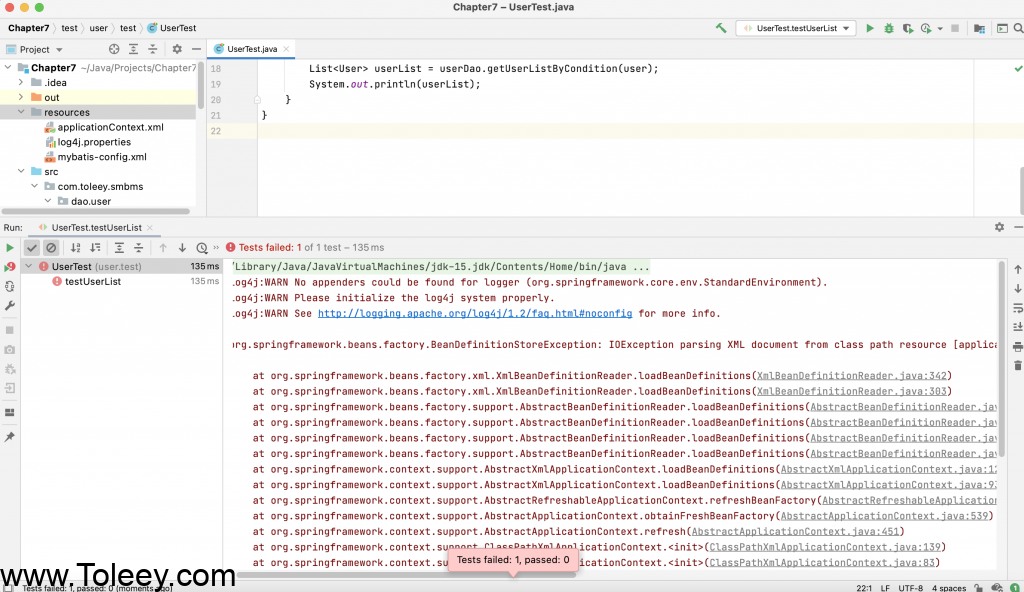 Chapter7 – UserTest.java
Chapter7 test user test UserTest UserTest.testUserList
Project UserTest.java
Chapter7 ~/Java/Projects/Chapter7
.idea
out
resources
applicationContext.xml
log4j.properties
mybatis-config.xml
src
com.toleey.smbms
dao.user
18 List<User> userList = userDao.getUserListByCondition(user);
19 System.out.println(userList);
20 }
21 }
22
Run: UserTest.testUserList
Tests failed: 1 of 1 test – 135 ms
UserTest (user.test) 135 ms
testUserList 135 ms
/Library/Java/JavaVirtualMachines/jdk-15.jdk/Contents/Home/bin/java ...
log4j:WARN No appenders could be found for logger (org.springframework.core.env.StandardEnvironment).
log4j:WARN Please initialize the log4j system properly.
log4j:WARN See http://logging.apache.org/log4j/1.2/faq.html#noconfig for more info.
org.springframework.beans.factory.BeanDefinitionStoreException: IOException parsing XML document from class path resource [applica
at org.springframework.beans.factory.xml.XmlBeanDefinitionReader.loadBeanDefinitions(XmlBeanDefinitionReader.java:342)
at org.springframework.beans.factory.xml.XmlBeanDefinitionReader.loadBeanDefinitions(XmlBeanDefinitionReader.java:303)
at org.springframework.beans.factory.support.AbstractBeanDefinitionReader.loadBeanDefinitions(AbstractBeanDefinitionReader.jav
at org.springframework.beans.factory.support.AbstractBeanDefinitionReader.loadBeanDefinitions(AbstractBeanDefinitionReader.jav
at org.springframework.beans.factory.support.AbstractBeanDefinitionReader.loadBeanDefinitions(AbstractBeanDefinitionReader.jav
at org.springframework.beans.factory.support.AbstractBeanDefinitionReader.loadBeanDefinitions(AbstractBeanDefinitionReader.jav
at org.springframework.context.support.AbstractXmlApplicationContext.loadBeanDefinitions(AbstractXmlApplicationContext.java:12
at org.springframework.context.support.AbstractXmlApplicationContext.loadBeanDefinitions(AbstractXmlApplicationContext.java:93
at org.springframework.context.support.AbstractRefreshableApplicationContext.refreshBeanFactory(AbstractRefreshableApplication
at org.springframework.context.support.AbstractApplicationContext.obtainFreshBeanFactory(AbstractApplicationContext.java:539)
at org.springframework.context.support.AbstractApplicationContext.refresh(AbstractApplicationContext.java:451)
at org.springframework.context.support.ClassPathXmlApplicationContext.<init>(ClassPathXmlApplicationContext.java:139)
at org.springframework.context. plicationContext.<init>(ClassPathXmlApplicationContext.java:83)
Tests failed: 1, passed: 0
www.Toleey.com
Tests failed: 1, passed: 0 (moments ago) 22:1 LF UTF-8 4 spaces 1